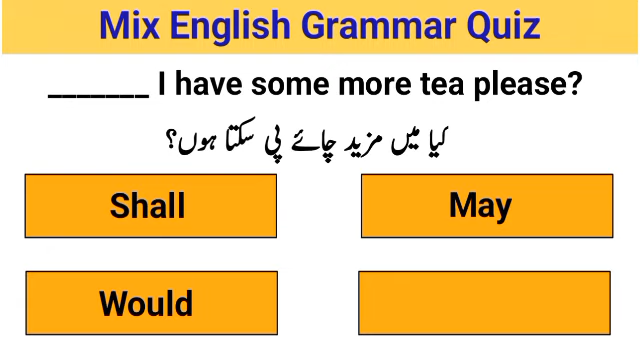 Mix English Grammar Quiz
_______ I have some more tea please?
کیا میں مزید چائے پی سکتا ہوں؟
Shall
May
Would